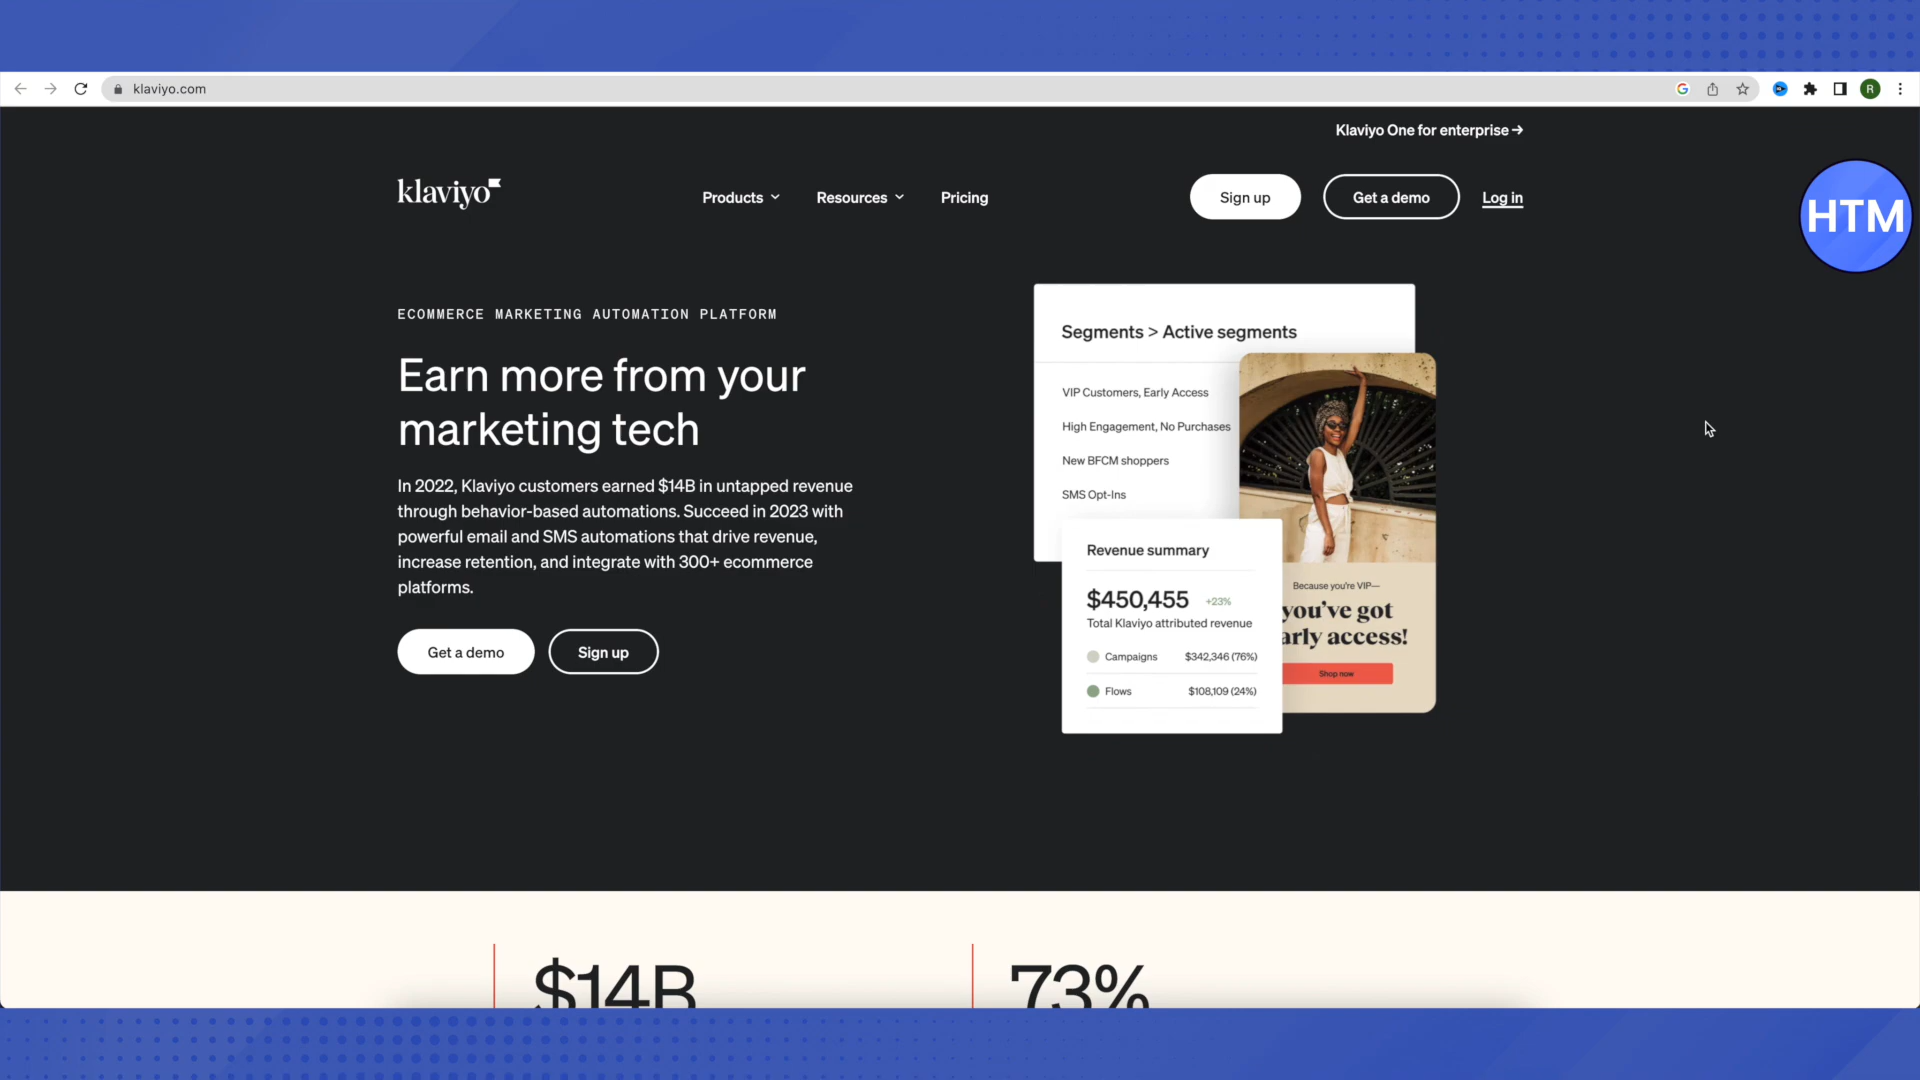 klaviyo.com
R
Klaviyo One for enterprise →
klaviyo
Products
Resources
Pricing
Sign up
Get a demo
Log in
HTM
ECOMMERCE MARKETING AUTOMATION PLATFORM
Earn more from your
marketing tech
In 2022, Klaviyo customers earned $14B in untapped revenue
through behavior-based automations. Succeed in 2023 with
powerful email and SMS automations that drive revenue,
increase retention, and integrate with 300+ ecommerce
platforms.
Get a demo
Sign up
Segments > Active segments
VIP Customers, Early Access
High Engagement, No Purchases
New BFCM shoppers
SMS Opt-Ins
Revenue summary
$450,455 +23%
Total Klaviyo attributed revenue
Campaigns $342,346 (76%)
Flows $108,109 (24%)
Because you're VIP—
you've got
arly access!
Shop now
$14B
73%